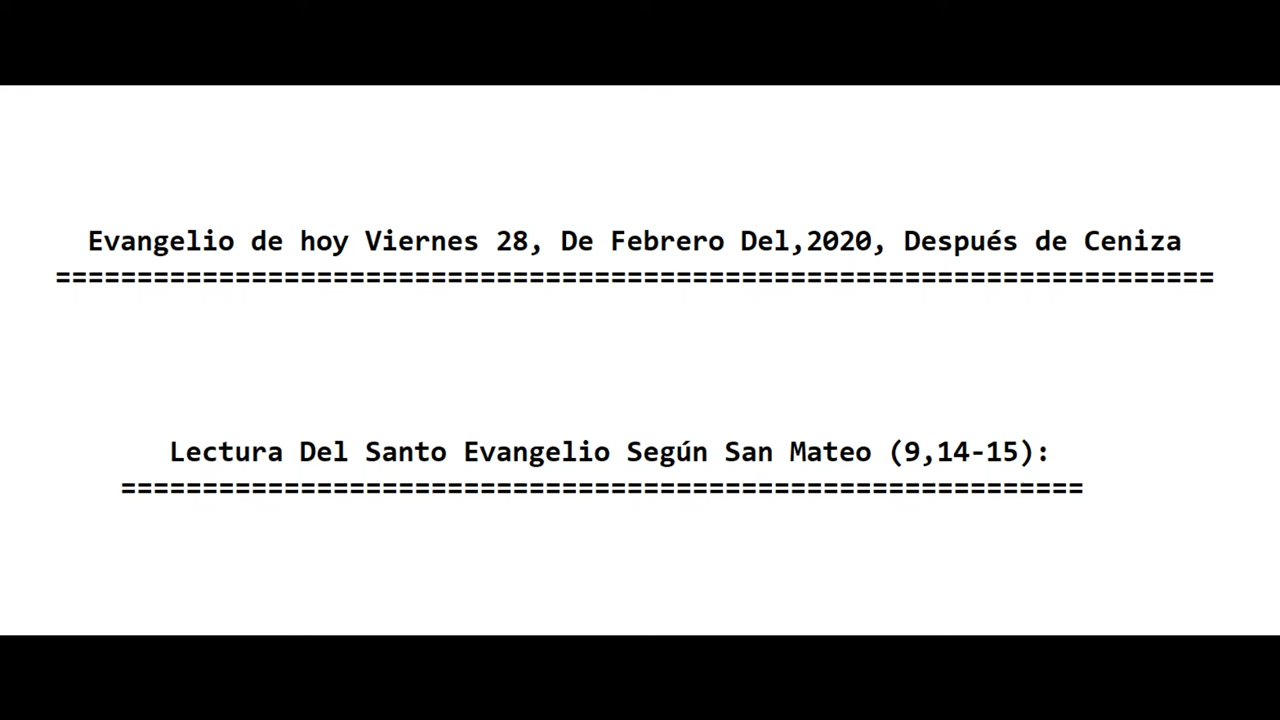 Evangelio de hoy Viernes 28, De Febrero Del,2020, Después de Ceniza
=======================================================================
Lectura Del Santo Evangelio Según San Mateo (9,14-15):
===========================================================